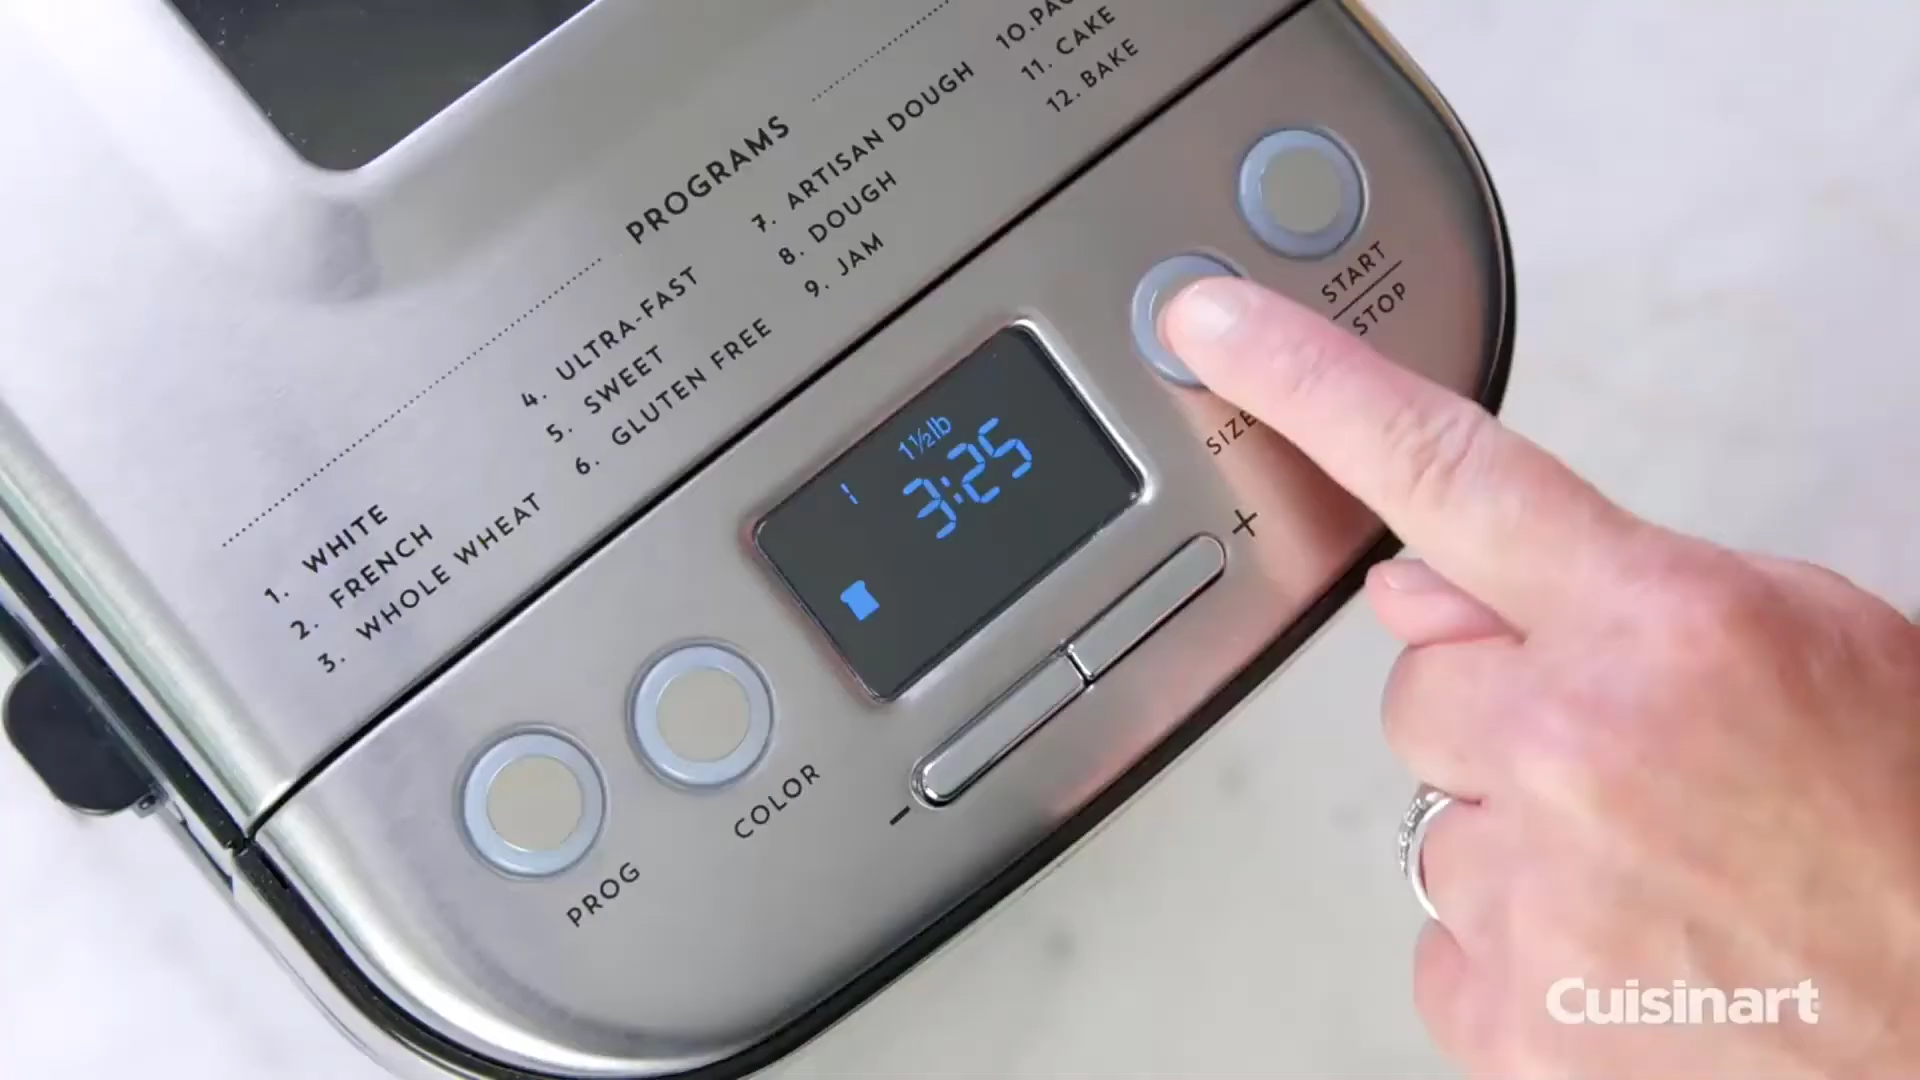 PROGRAMS
1. WHITE
2. FRENCH
3. WHOLE WHEAT
4. ULTRA-FAST
5. SWEET
6. GLUTEN FREE
7. ARTISAN DOUGH
8. DOUGH
9. JAM
10.
11. CAKE
12. BAKE
1½lb
1 3:25
PROG
COLOR
– +
SIZE
START
STOP
Cuisinart